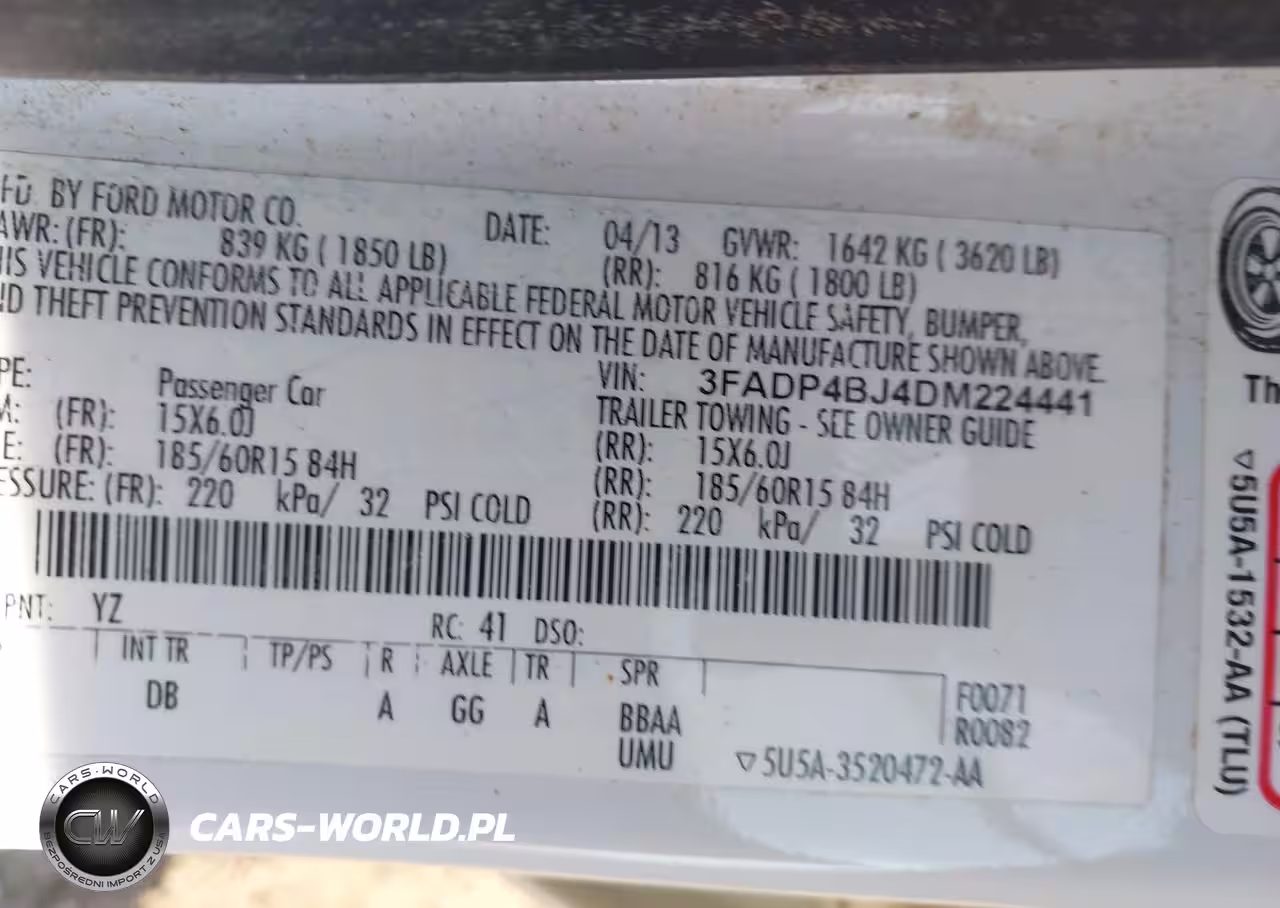 FD. BY FORD MOTOR CO. DATE: 04/13 GVWR: 1642 KG ( 3620 LB)
AWR: (FR): 839 KG ( 1850 LB) (RR): 816 KG ( 1800 LB)
IS VEHICLE CONFORMS TO ALL APPLICABLE FEDERAL MOTOR VEHICLE SAFETY, BUMPER,
D THEFT PREVENTION STANDARDS IN EFFECT ON THE DATE OF MANUFACTURE SHOWN ABOVE.
VIN: 3FADP4BJ4DM224441
PE: Passenger Car TRAILER TOWING - SEE OWNER GUIDE
M: (FR): 15X6.0J (RR): 15X6.0J
E: (FR): 185/60R15 84H (RR): 185/60R15 84H
ESSURE: (FR): 220 kPa/ 32 PSI COLD (RR): 220 kPa/ 32 PSI COLD
PNT: YZ RC: 41 DSO:
INT TR TP/PS R AXLE TR SPR F0071
DB A GG A BBAA R0082
UMU ▽5U5A-3520472-AA
Th
▽5U5A-1532-AA (TLU)
CARS-WORLD
CW
BEZPOŚREDNI IMPORT Z USA
CARS-WORLD.PL